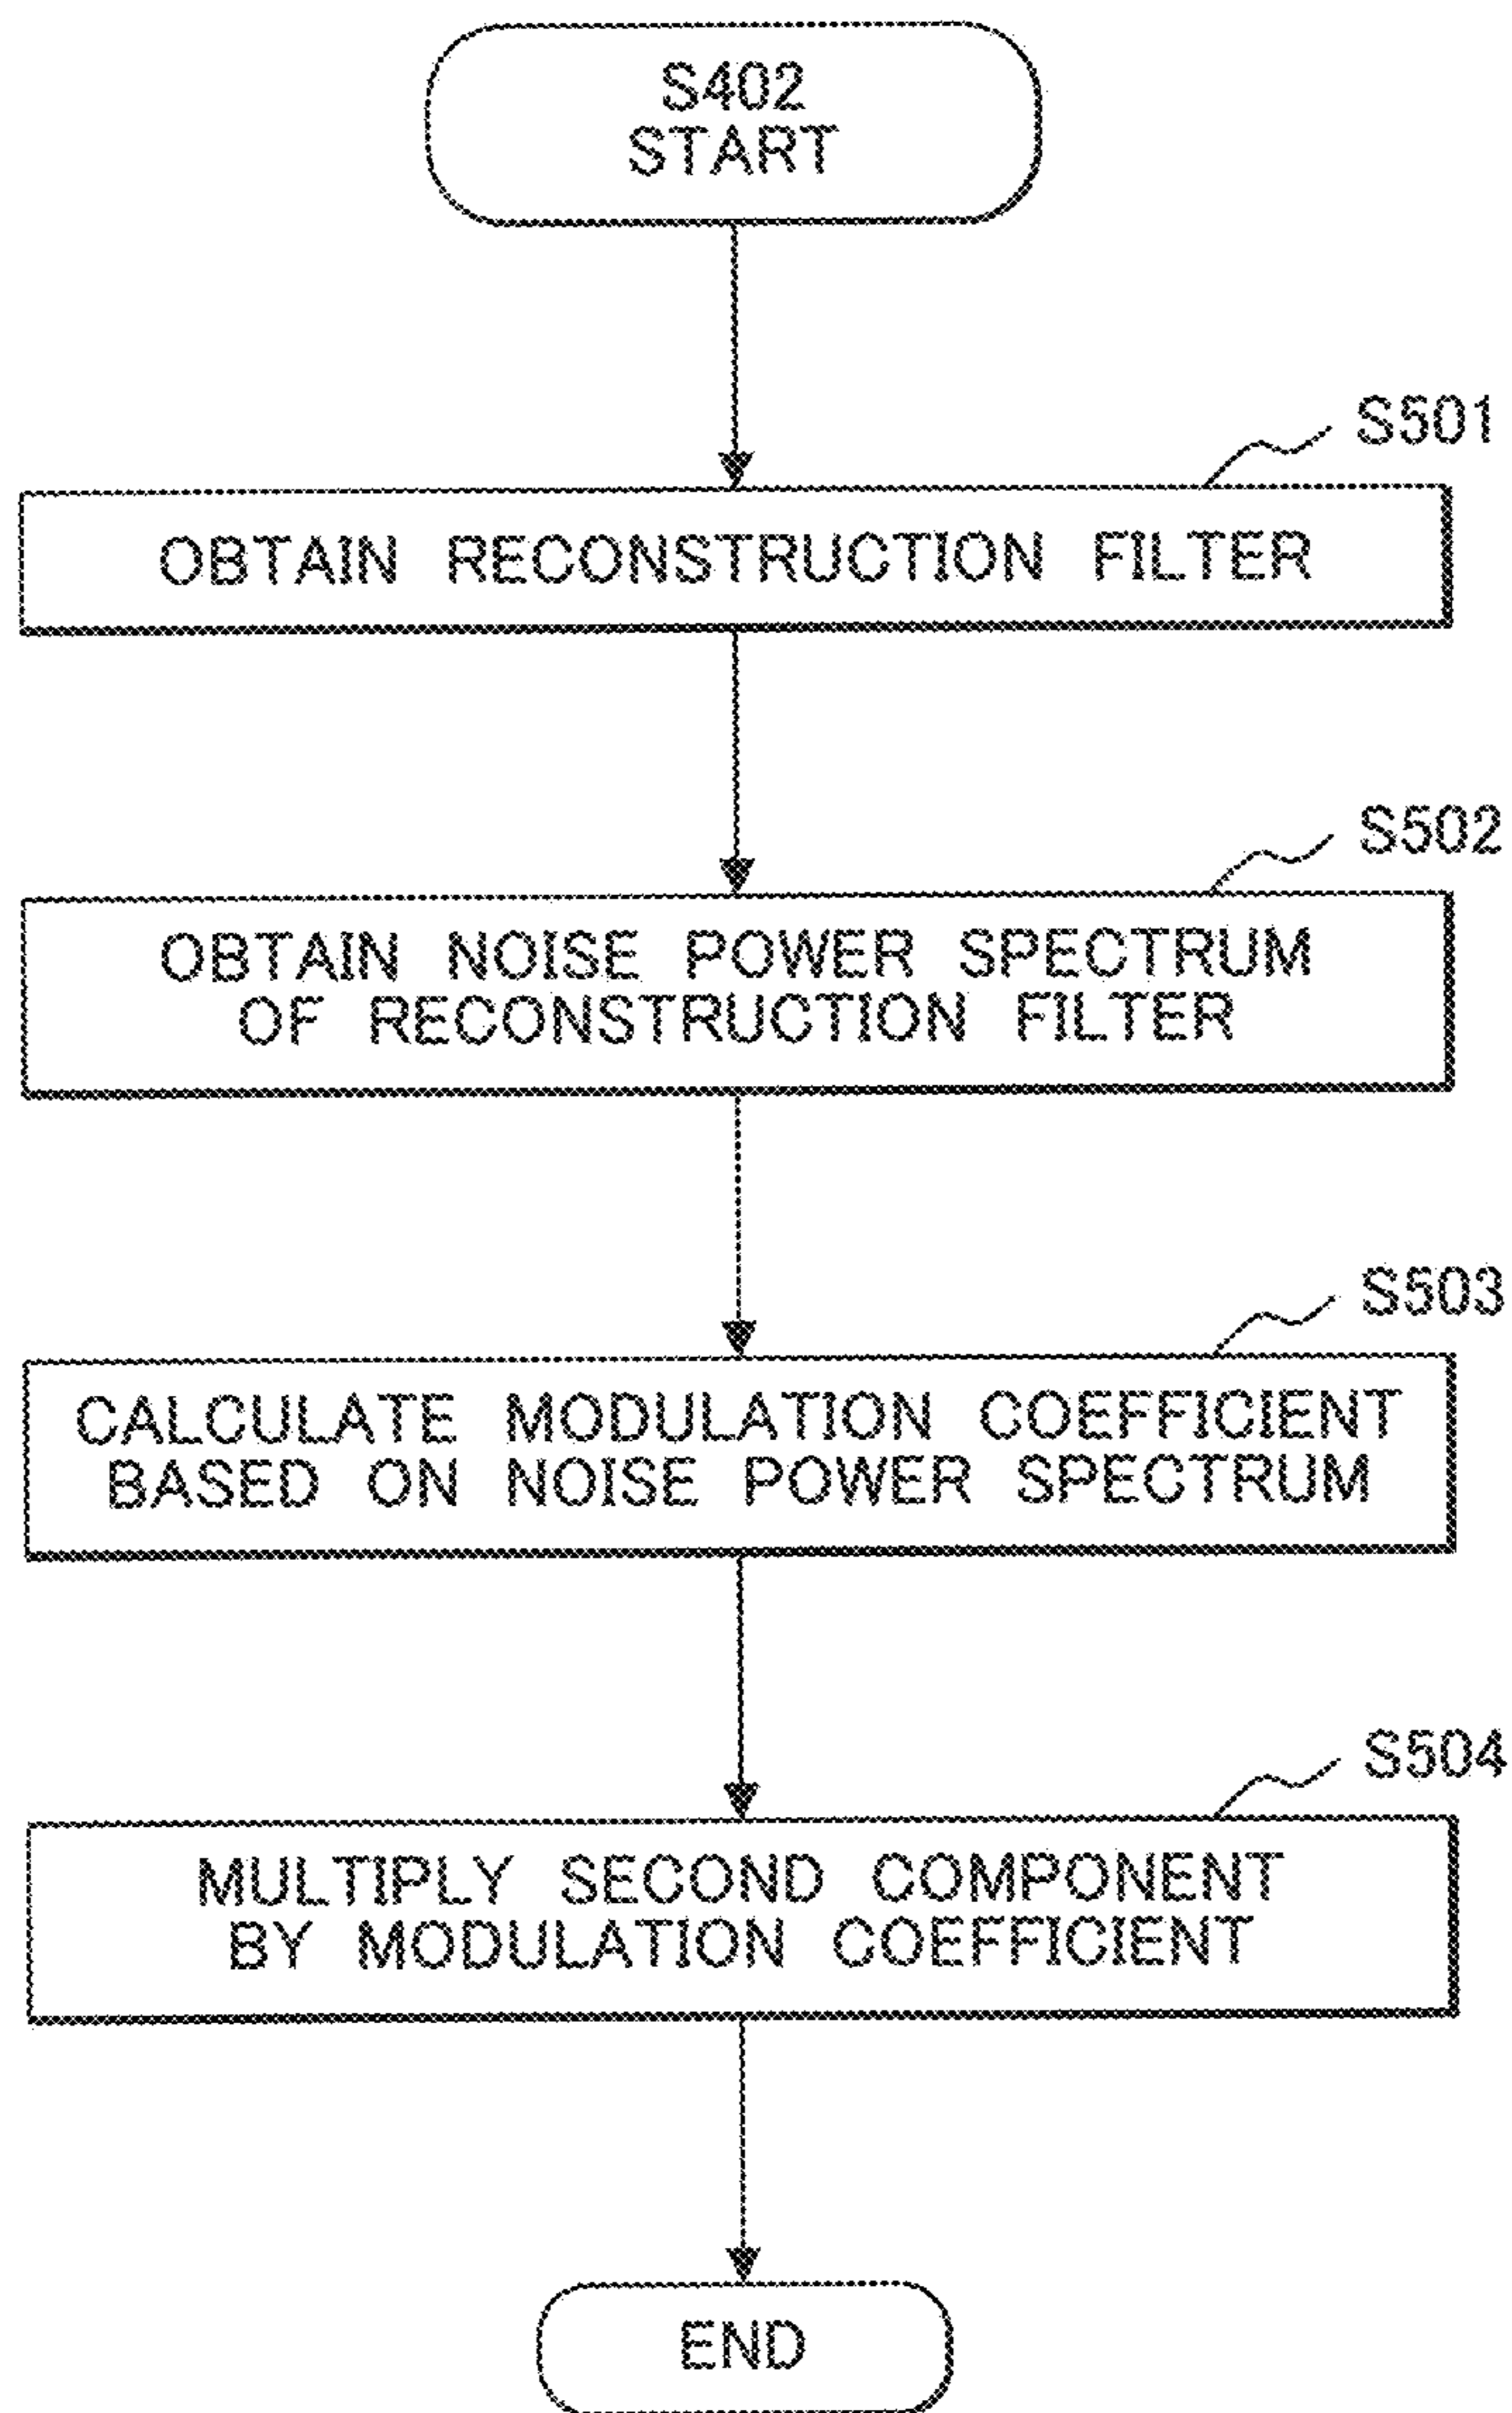 S402
START
S501
OBTAIN RECONSTRUCTION FILTER
S502
OBTAIN NOISE POWER SPECTRUM
OF RECONSTRUCTION FILTER
S503
CALCULATE MODULATION COEFFICIENT
BASED ON NOISE POWER SPECTRUM
S504
MULTIPLY SECOND COMPONENT
BY MODULATION COEFFICIENT
END